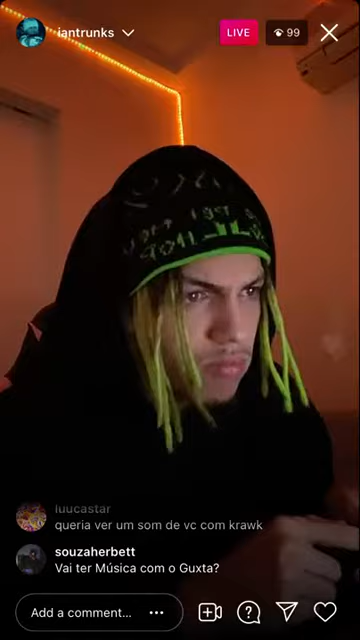 iantrunks
LIVE
99
luucastar
queria ver um som de vc com krawk
souzaherbett
Vai ter Música com o Guxta?
Add a comment...